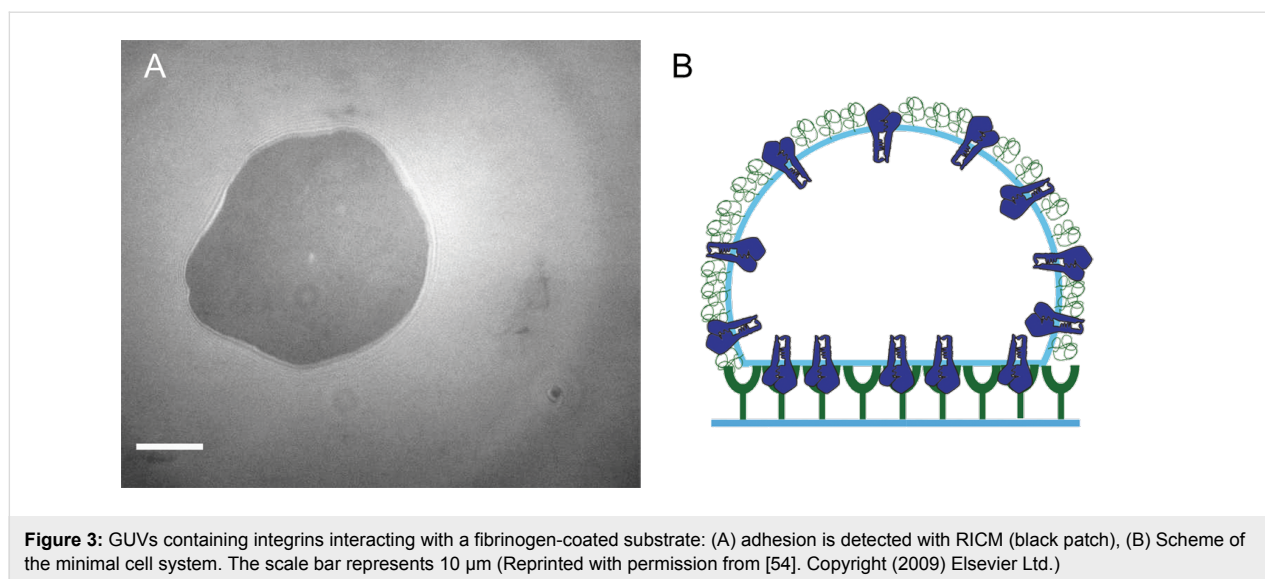 A
B
Figure 3: GUVs containing integrins interacting with a fibrinogen-coated substrate: (A) adhesion is detected with RICM (black patch), (B) Scheme of
the minimal cell system. The scale bar represents 10 μm (Reprinted with permission from [54]. Copyright (2009) Elsevier Ltd.)